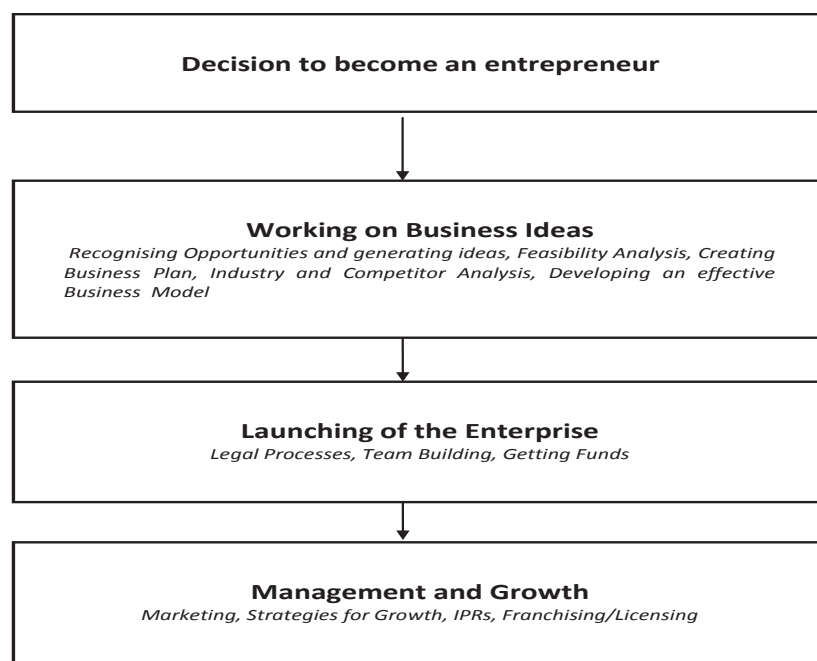 Decision to become an entrepreneur
Working on Business Ideas
Recognising Opportunities and generating ideas, Feasibility Analysis, Creating
Business Plan, Industry and Competitor Analysis, Developing an effective
Business Model
Launching of the Enterprise
Legal Processes, Team Building, Getting Funds
Management and Growth
Marketing, Strategies for Growth, IPRs, Franchising/Licensing